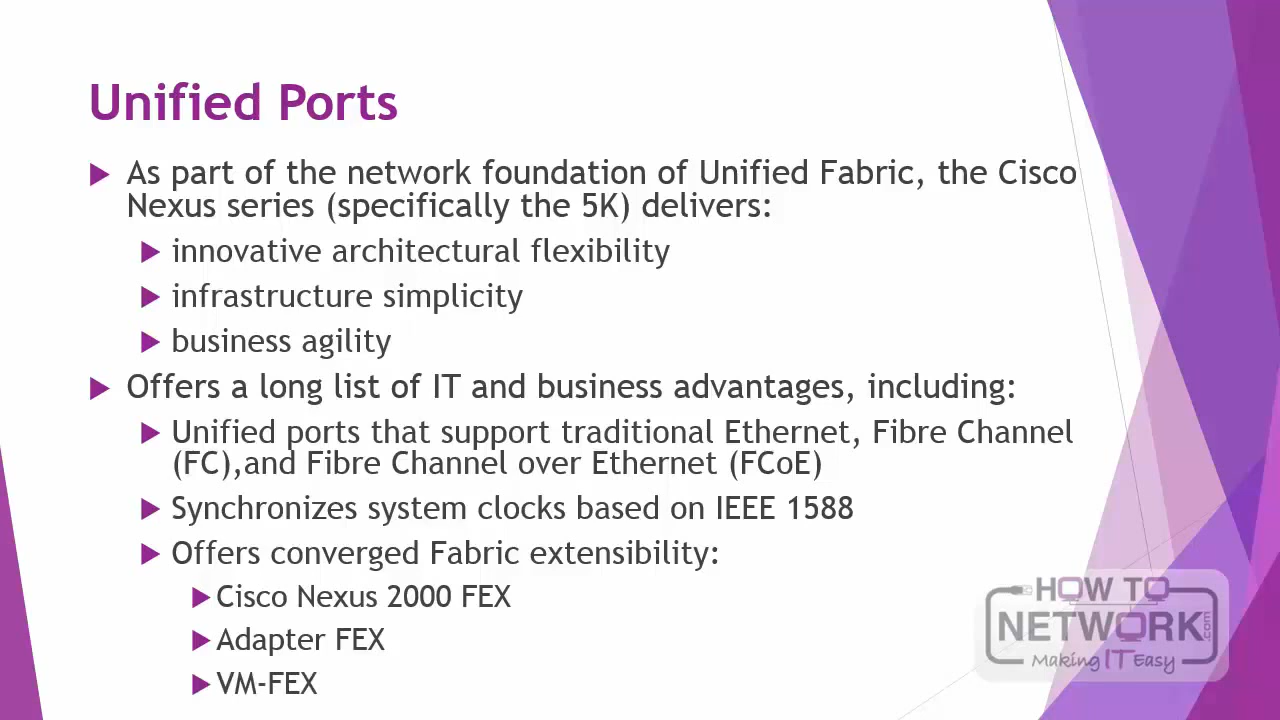 Unified Ports
As part of the network foundation of Unified Fabric, the Cisco
Nexus series (specifically the 5K) delivers:
innovative architectural flexibility
infrastructure simplicity
business agility
Offers a long list of IT and business advantages, including:
Unified ports that support traditional Ethernet, Fibre Channel
(FC),and Fibre Channel over Ethernet (FCoE)
Synchronizes system clocks based on IEEE 1588
Offers converged Fabric extensibility:
Cisco Nexus 2000 FEX
Adapter FEX
VM-FEX
HOW TO
NETWORK.com
Making IT Easy